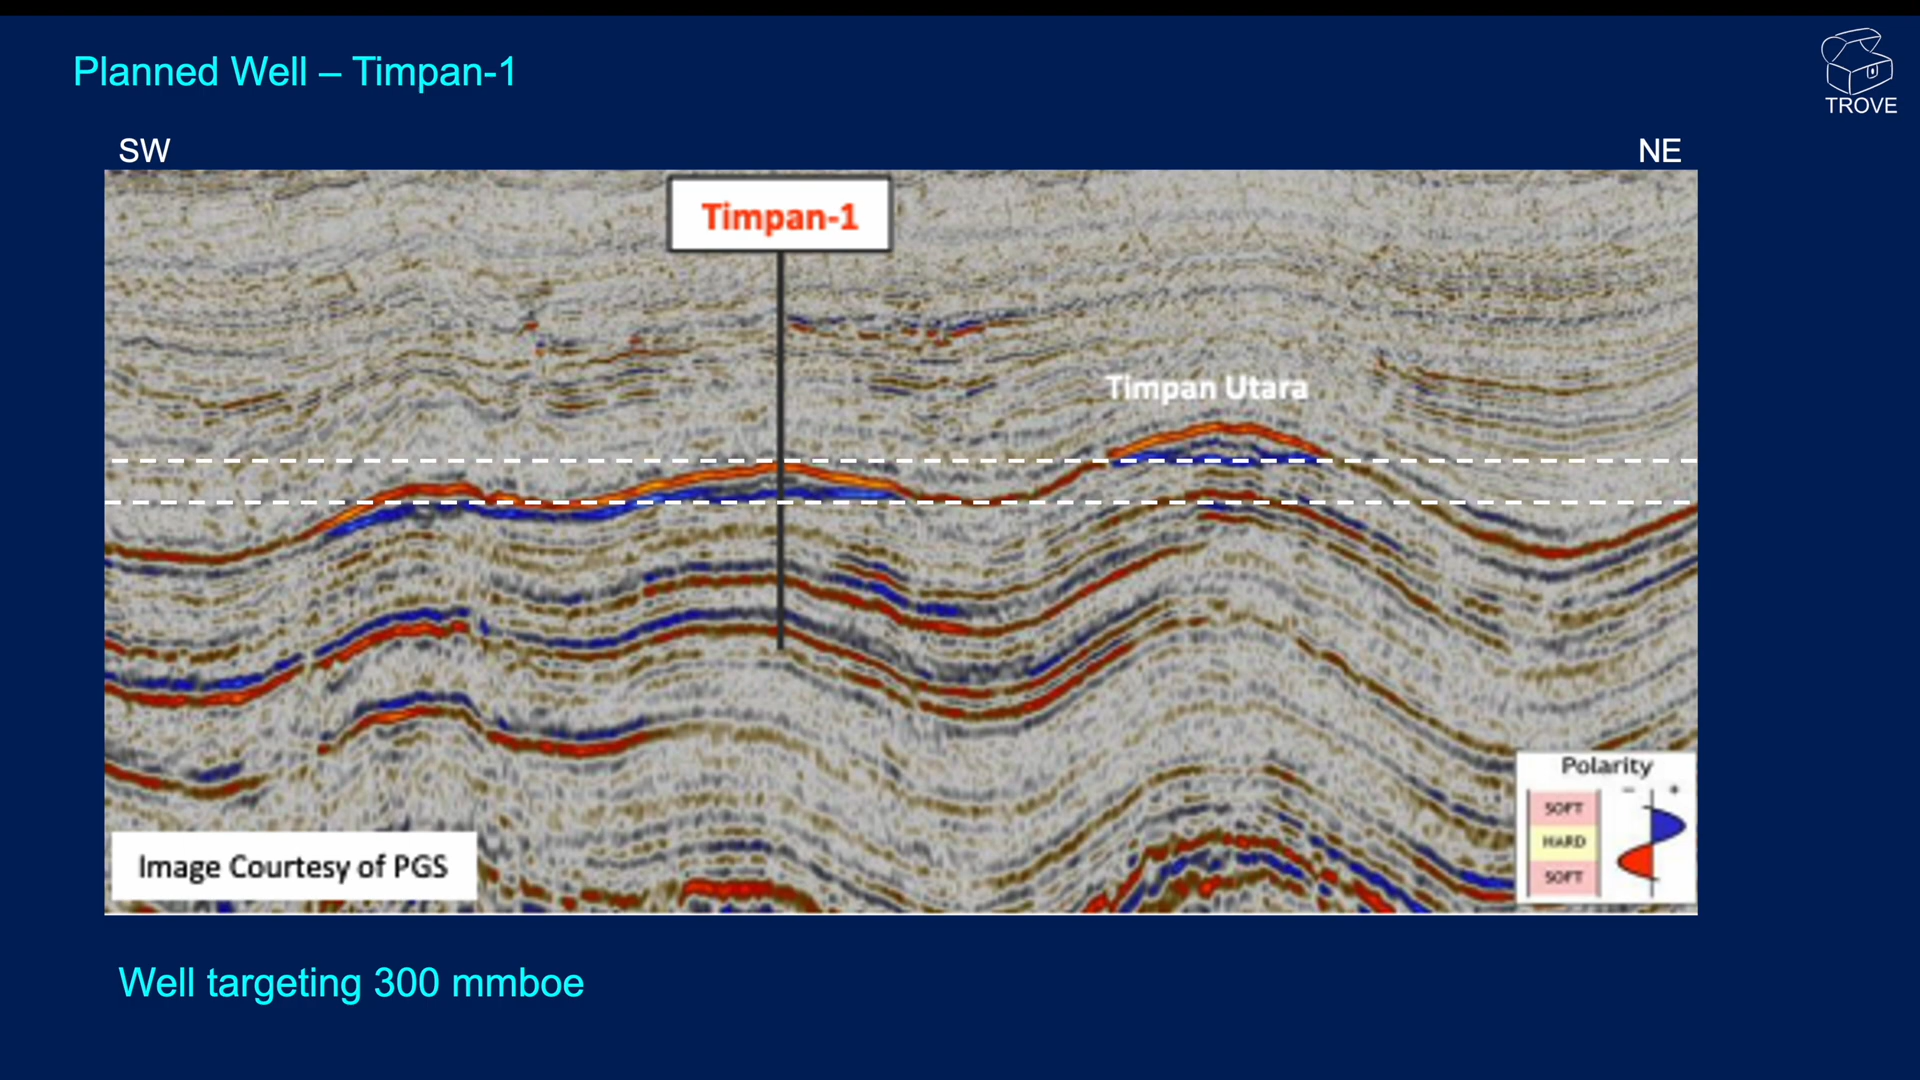 Planned Well – Timpan-1
TROVE
SW
NE
Timpan-1
Timpan Utara
Polarity
– +
SOFT
HARD
SOFT
Image Courtesy of PGS
Well targeting 300 mmboe